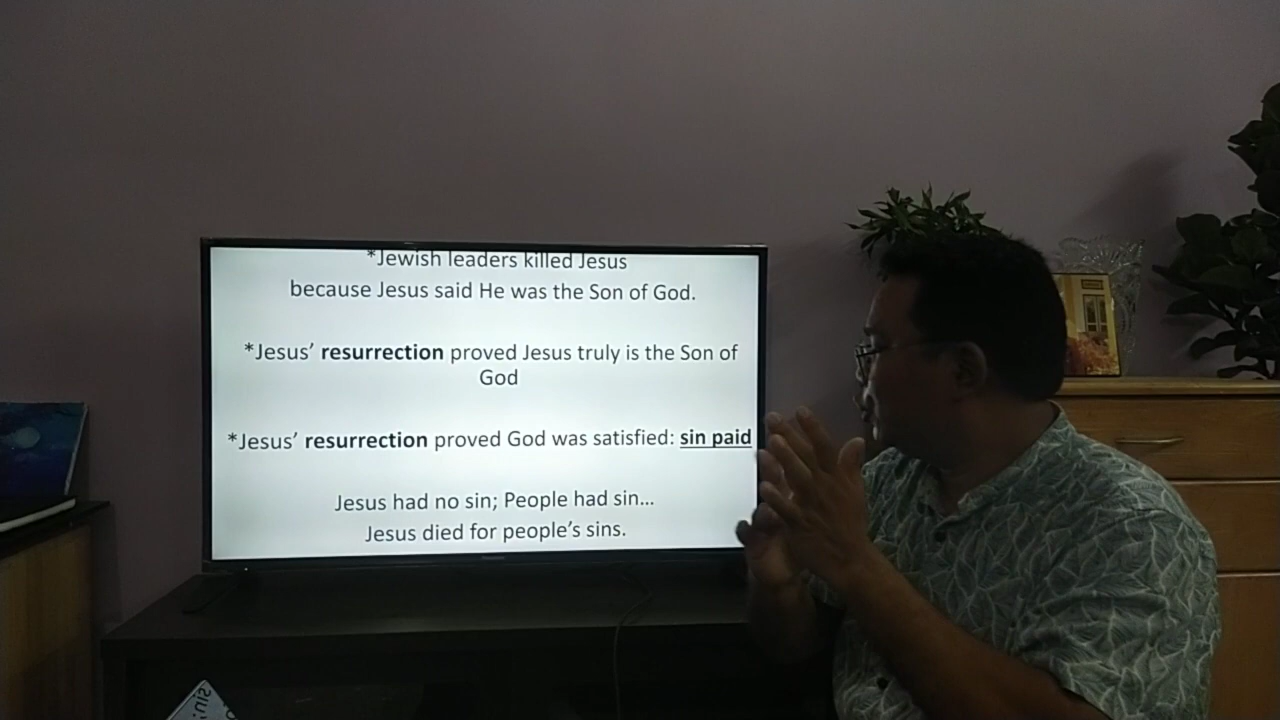 *Jewish leaders killed Jesus
because Jesus said He was the Son of God.
*Jesus’ resurrection proved Jesus truly is the Son of
God
*Jesus’ resurrection proved God was satisfied: sin paid
Jesus had no sin; People had sin...
Jesus died for people’s sins.